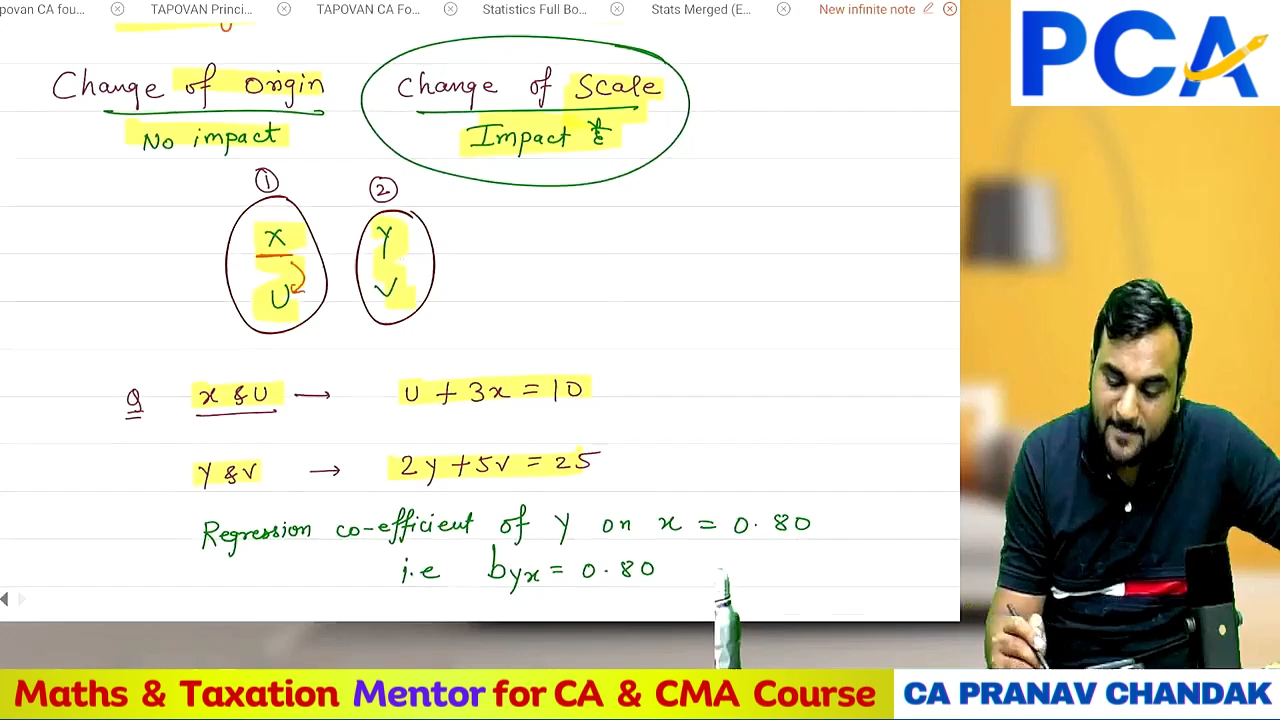 povan CA fou...
TAPOVAN Princi...
TAPOVAN CA Fo...
Statistics Full Bo...
Stats Merged (E...
New infinite note
PCA
Change of Origin
Change of Scale
No impact
Impact
① ②
x y
U V
Q x & U → U + 3x = 10
y & v → 2y + 5v = 25
Regression co-efficient of y on x = 0.80
i.e byx = 0.80
Maths & Taxation Mentor for CA & CMA Course
CA PRANAV CHANDAK